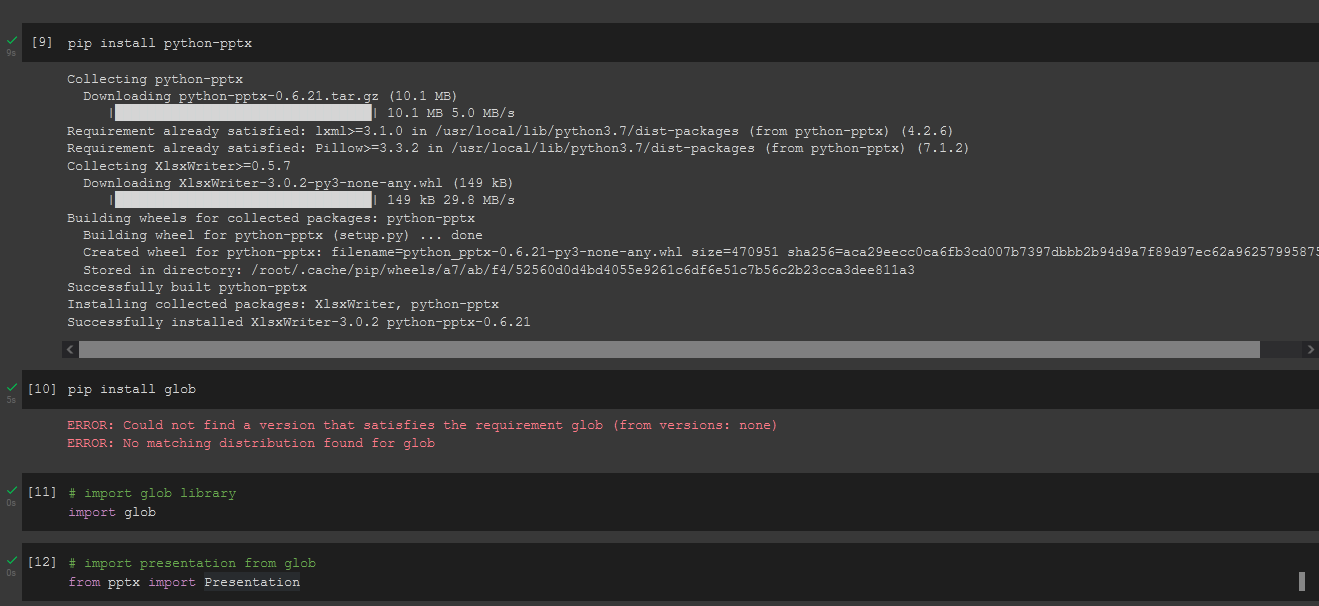 [9] pip install python-pptx
9s
Collecting python-pptx
Downloading python-pptx-0.6.21.tar.gz (10.1 MB)
| | 10.1 MB 5.0 MB/s
Requirement already satisfied: lxml>=3.1.0 in /usr/local/lib/python3.7/dist-packages (from python-pptx) (4.2.6)
Requirement already satisfied: Pillow>=3.3.2 in /usr/local/lib/python3.7/dist-packages (from python-pptx) (7.1.2)
Collecting XlsxWriter>=0.5.7
Downloading XlsxWriter-3.0.2-py3-none-any.whl (149 kB)
| | 149 kB 29.8 MB/s
Building wheels for collected packages: python-pptx
Building wheel for python-pptx (setup.py) ... done
Created wheel for python-pptx: filename=python_pptx-0.6.21-py3-none-any.whl size=470951 sha256=aca29eecc0ca6fb3cd007b7397dbbb2b94d9a7f89d97ec62a96257995875
Stored in directory: /root/.cache/pip/wheels/a7/ab/f4/52560d0d4bd4055e9261c6df6e51c7b56c2b23cca3dee811a3
Successfully built python-pptx
Installing collected packages: XlsxWriter, python-pptx
Successfully installed XlsxWriter-3.0.2 python-pptx-0.6.21
[10] pip install glob
5s
ERROR: Could not find a version that satisfies the requirement glob (from versions: none)
ERROR: No matching distribution found for glob
[11] # import glob library
0s
import glob
[12] # import presentation from glob
0s
from pptx import Presentation